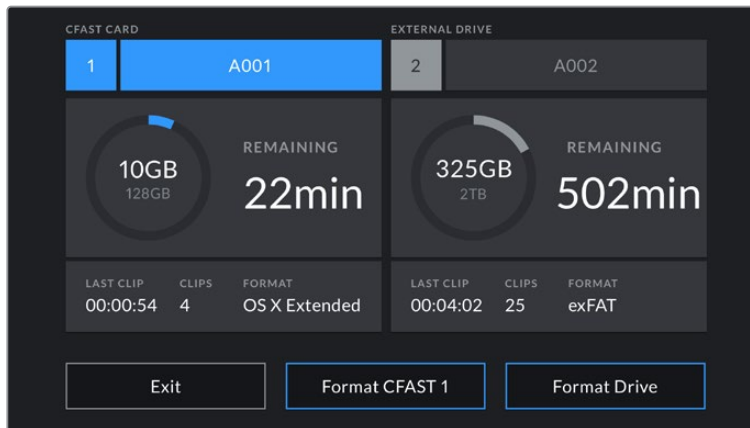 CFAST CARD
1 A001
10GB
128GB
REMAINING
22min
LAST CLIP CLIPS FORMAT
00:00:54 4 OS X Extended
EXTERNAL DRIVE
2 A002
325GB
2TB
REMAINING
502min
LAST CLIP CLIPS FORMAT
00:04:02 25 exFAT
Exit Format CFAST 1 Format Drive